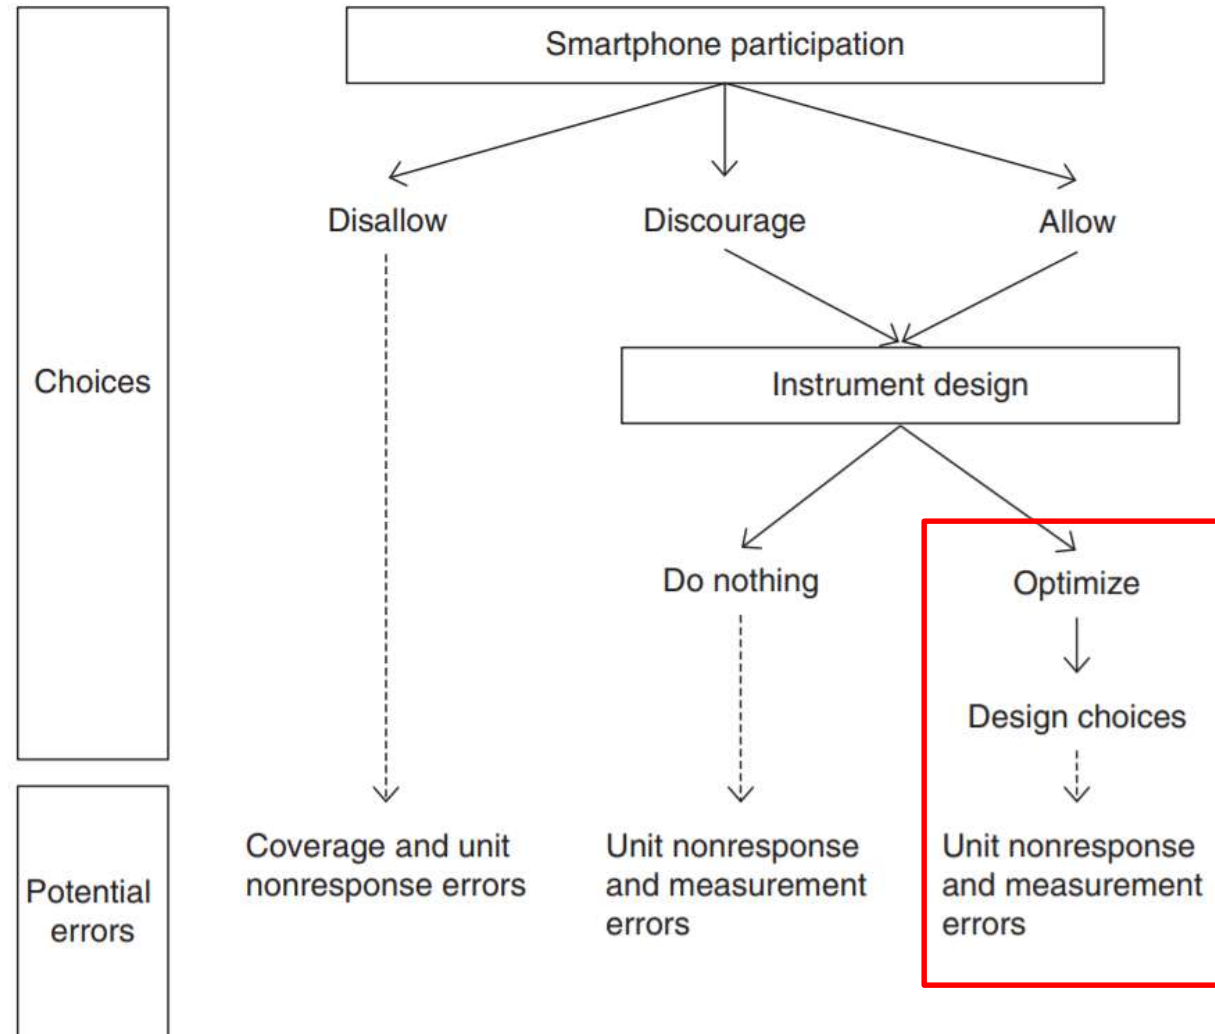 Smartphone participation
Disallow
Discourage
Allow
Choices
Instrument design
Do nothing
Optimize
Design choices
Potential
errors
Coverage and unit
nonresponse errors
Unit nonresponse
and measurement
errors
Unit nonresponse
and measurement
errors